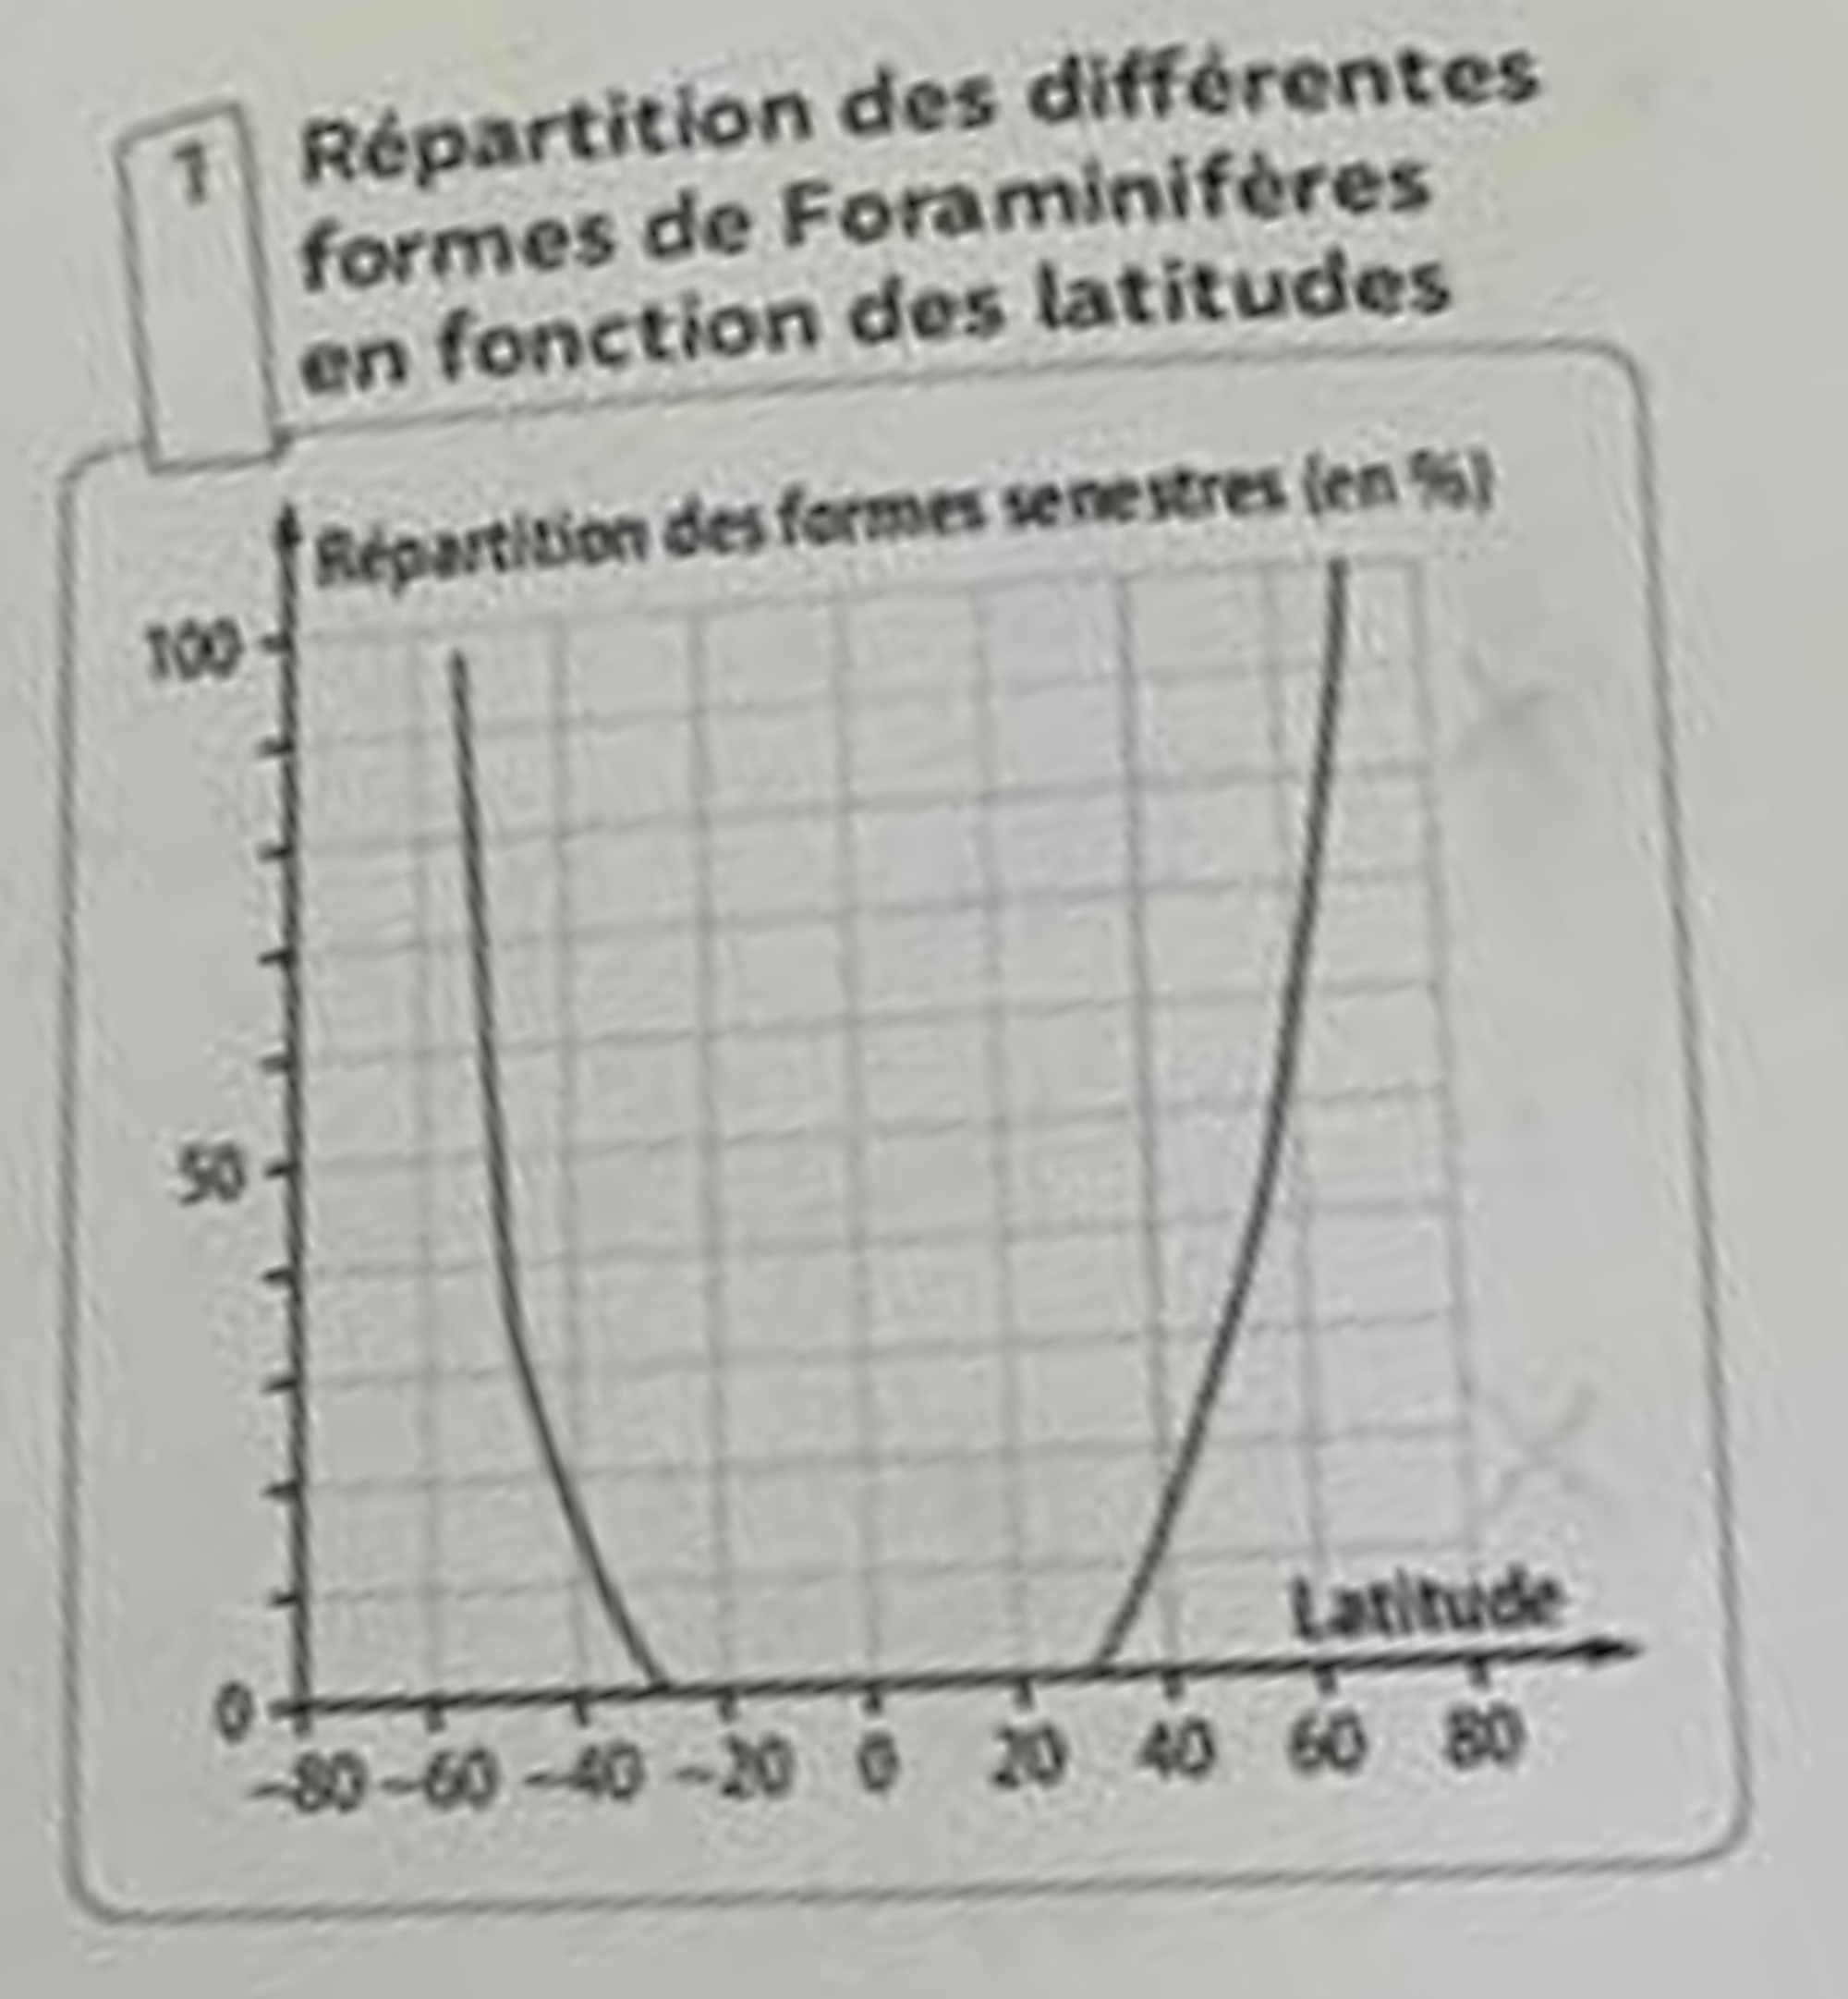 1 Répartition des différentes
formes de Foraminifères
en fonction des latitudes
Répartition des formes senestres (en %)
100
50
0
Latitude
-80 -60 -40 -20 0 20 40 60 80